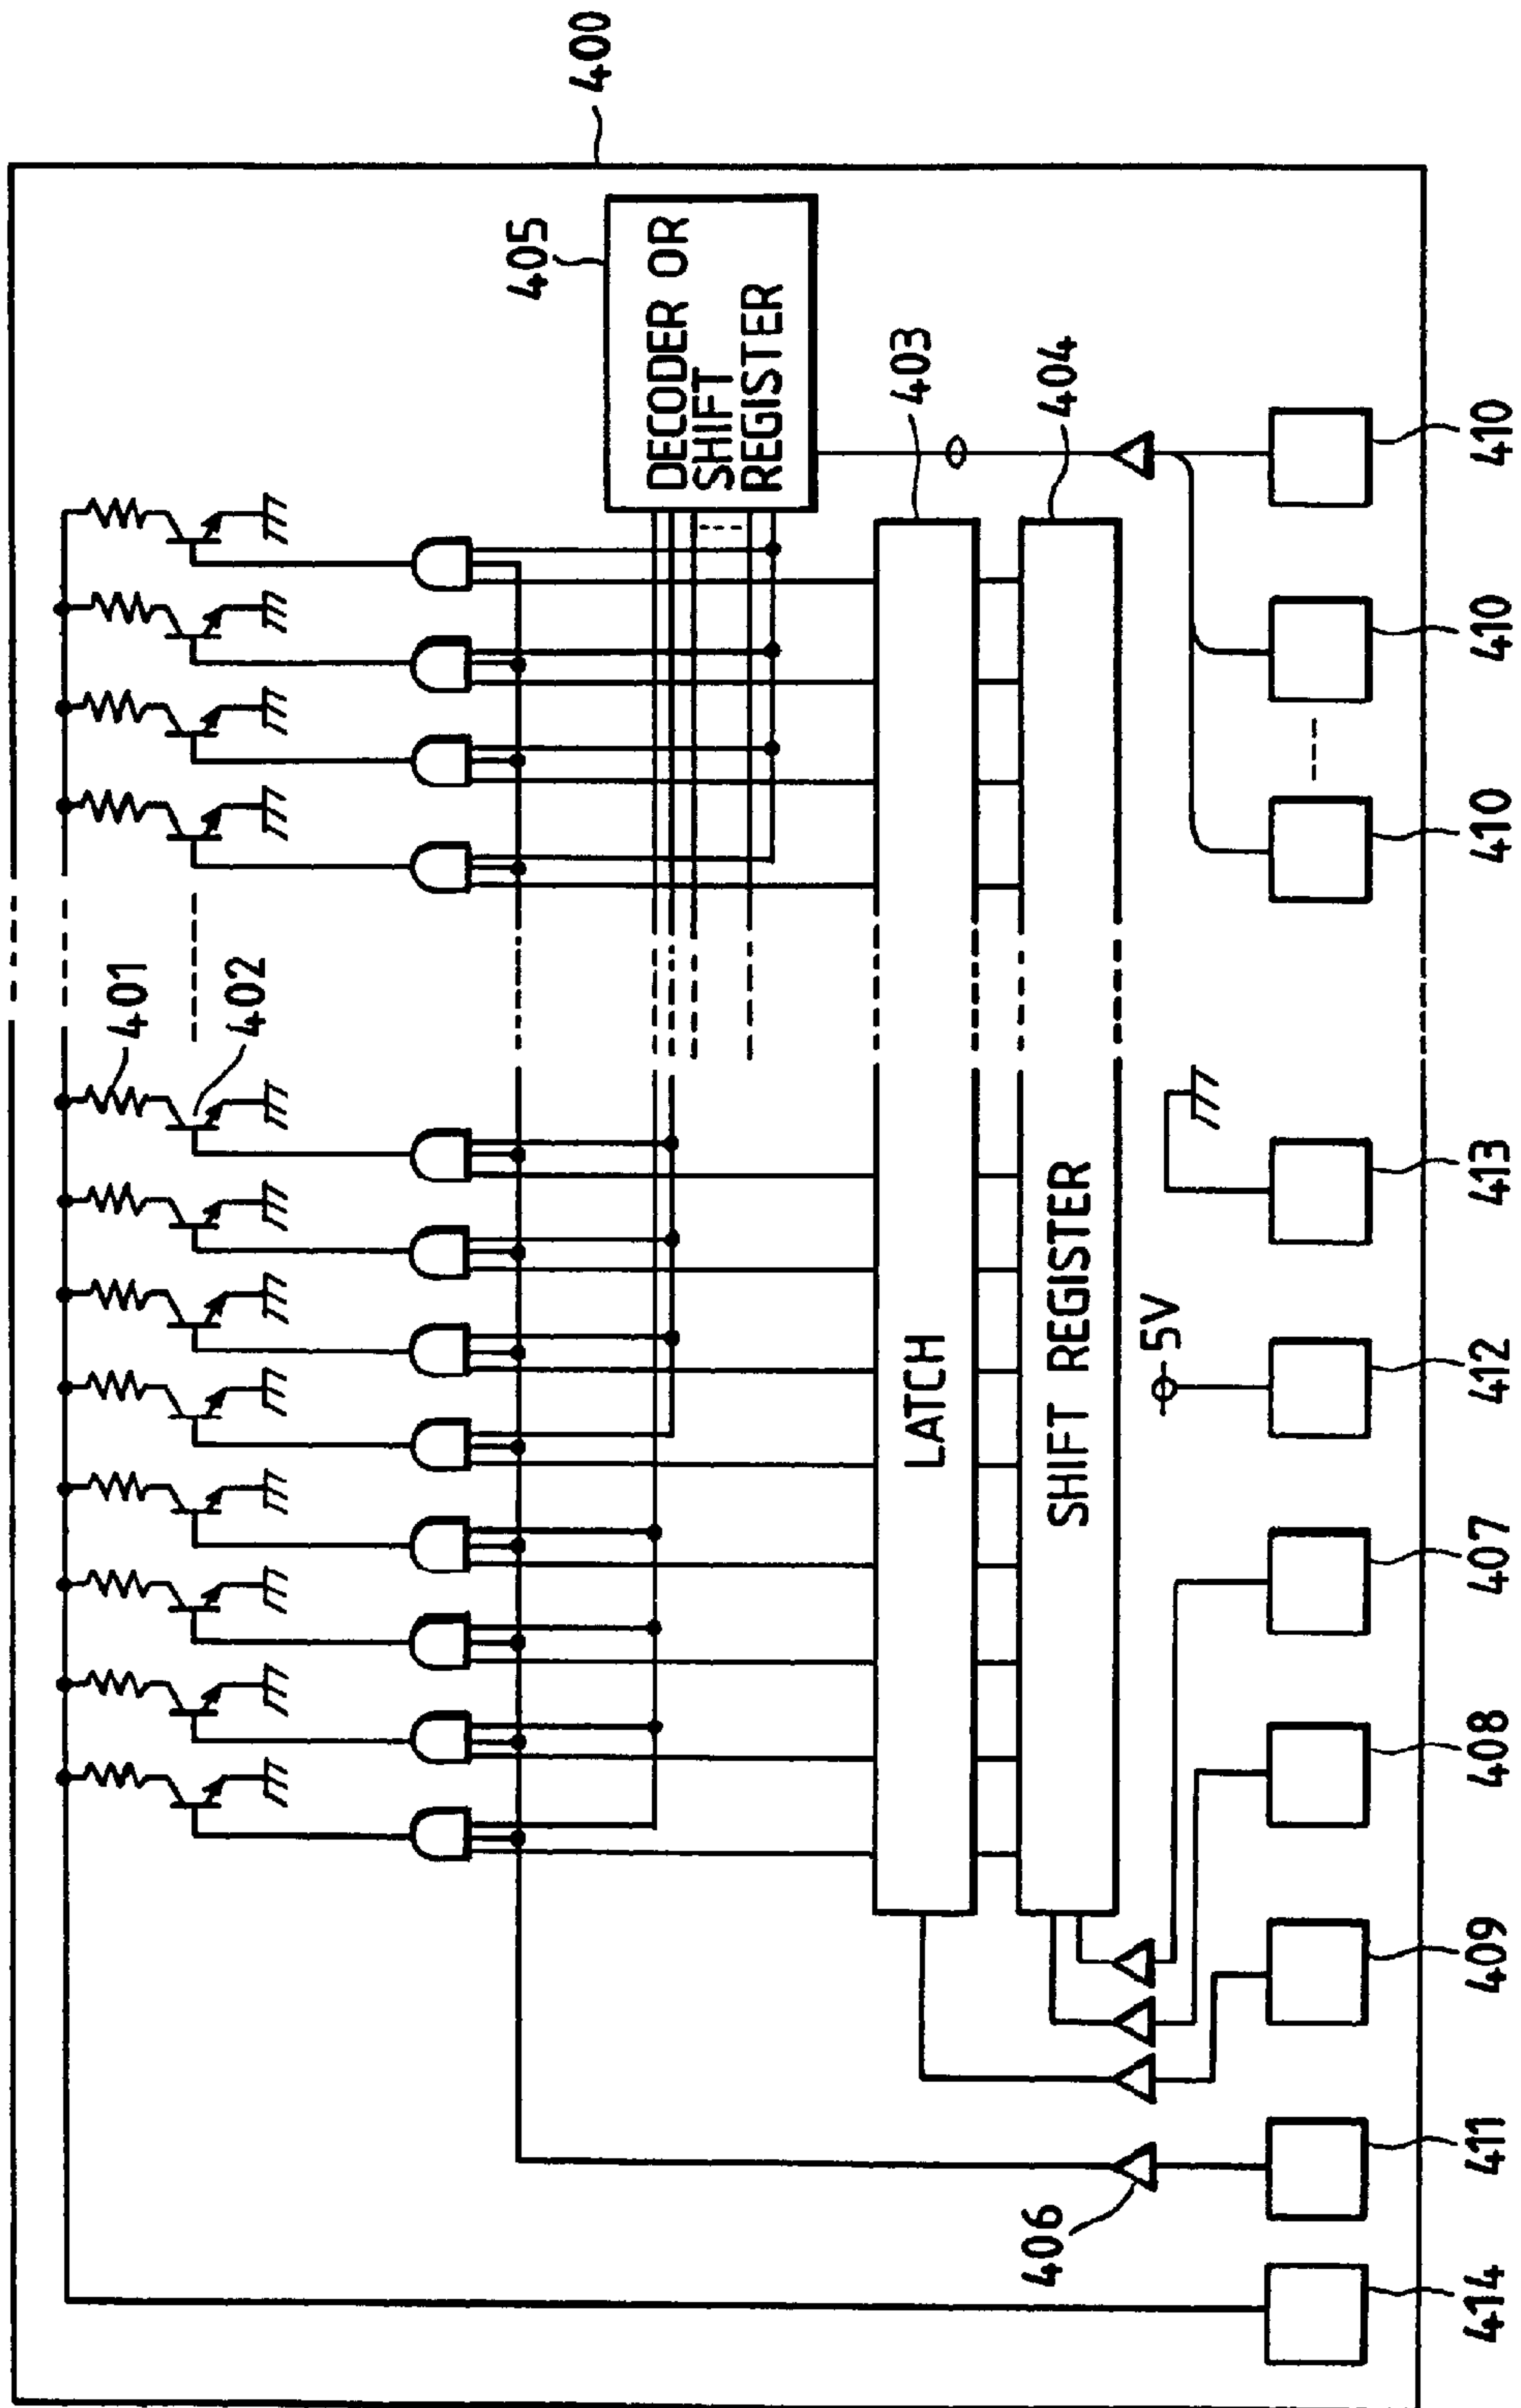 400
401
402
405
DECODER OR
SHIFT
REGISTER
403
LATCH
404
SHIFT REGISTER
406
5V
414
411
409
408
407
412
413
410
410
410